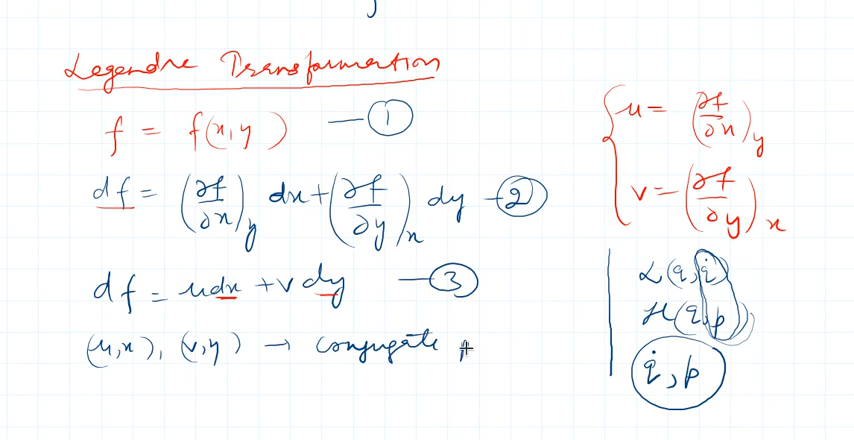 Legendre Transformation
f = f(x, y) — ①
df = (∂f/∂x)_y dx + (∂f/∂y)_x dy — ②
df = udx + vdy — ③
(u, x), (v, y) → conjugate
u = (∂f/∂x)_y
v = (∂f/∂y)_x
L(q, q̇)
H(q, p)
q̇, p